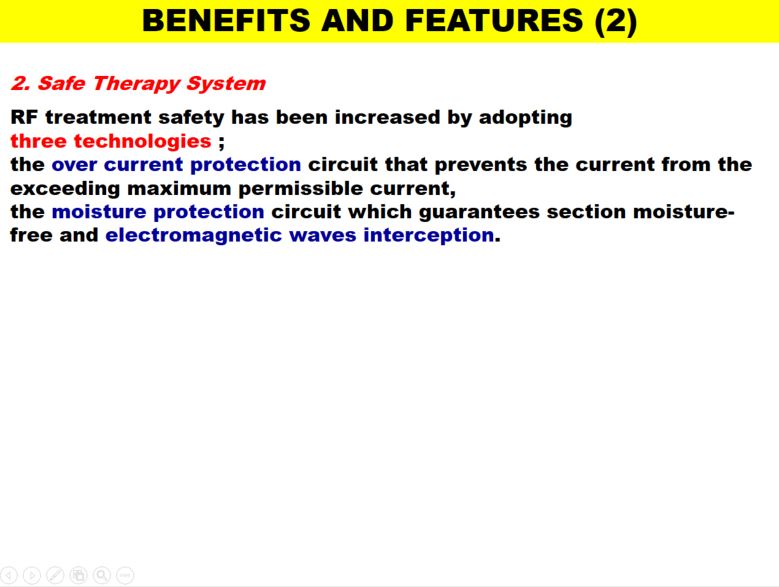 BENEFITS AND FEATURES (2)
2. Safe Therapy System
RF treatment safety has been increased by adopting
three technologies ;
the over current protection circuit that prevents the current from the
exceeding maximum permissible current,
the moisture protection circuit which guarantees section moisture-
free and electromagnetic waves interception.